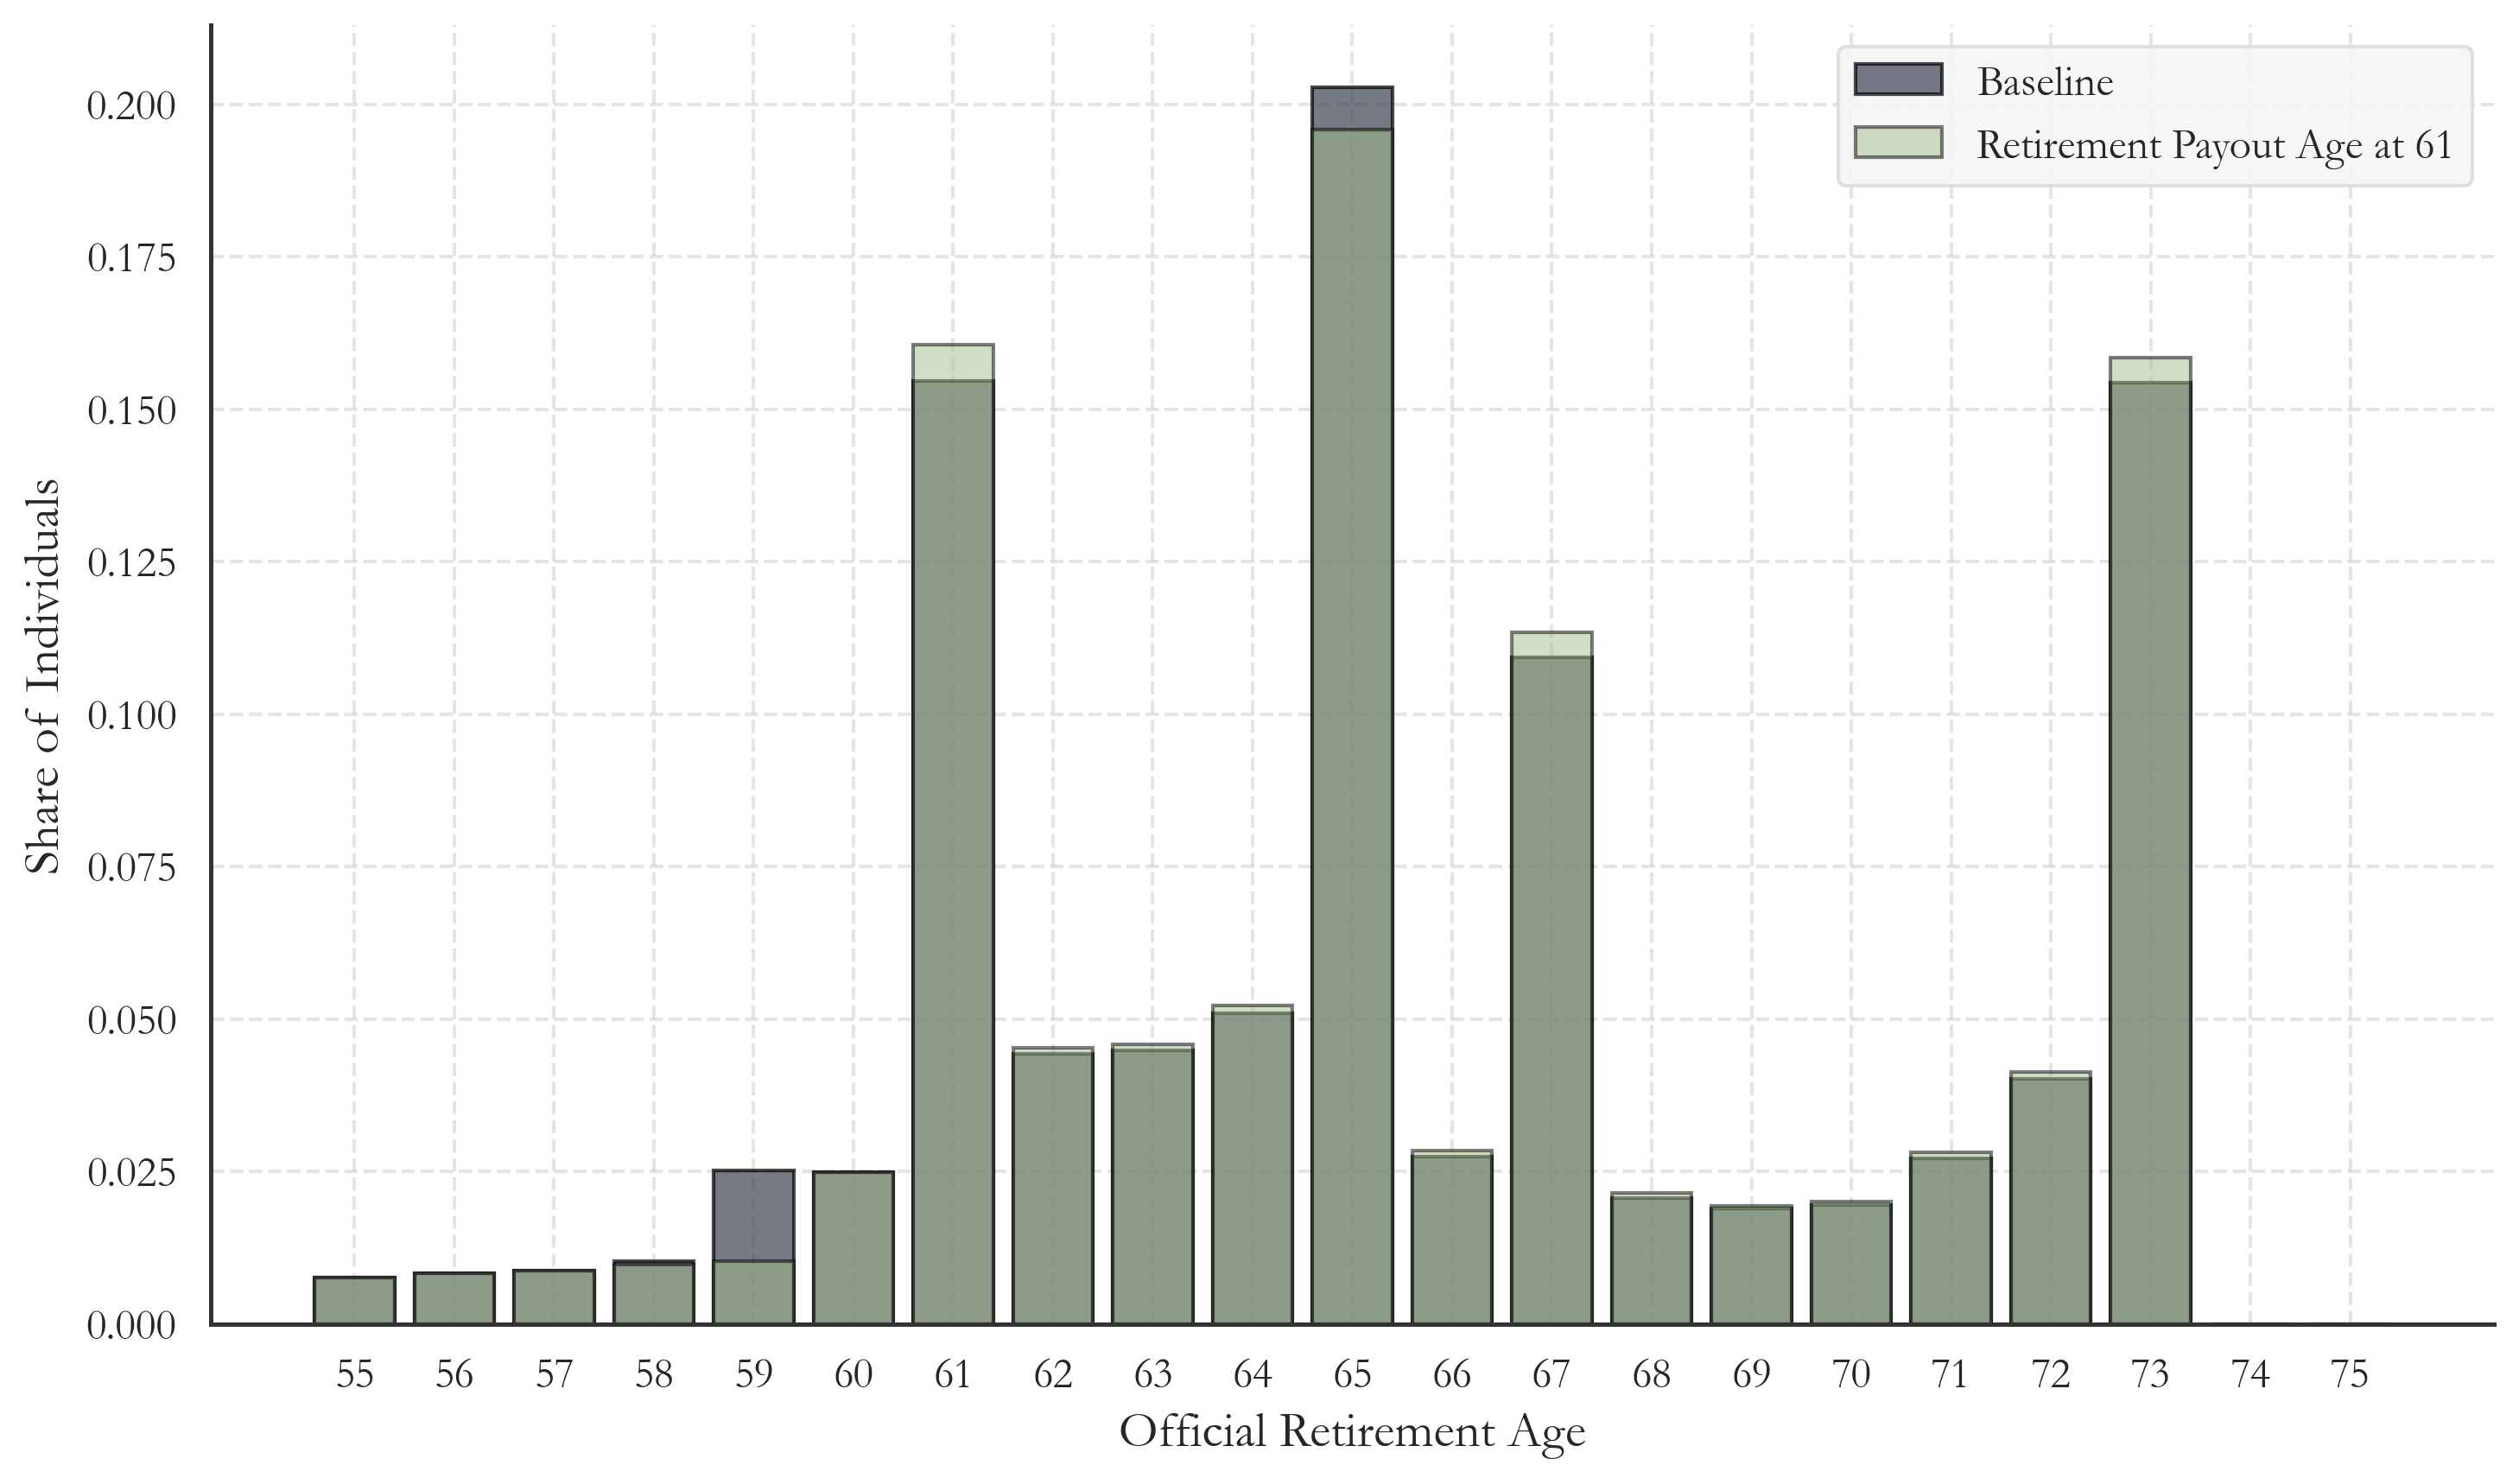 Baseline
Retirement Payout Age at 61
Share of Individuals
0.200
0.175
0.150
0.125
0.100
0.075
0.050
0.025
0.000
55 56 57 58 59 60 61 62 63 64 65 66 67 68 69 70 71 72 73 74 75
Official Retirement Age